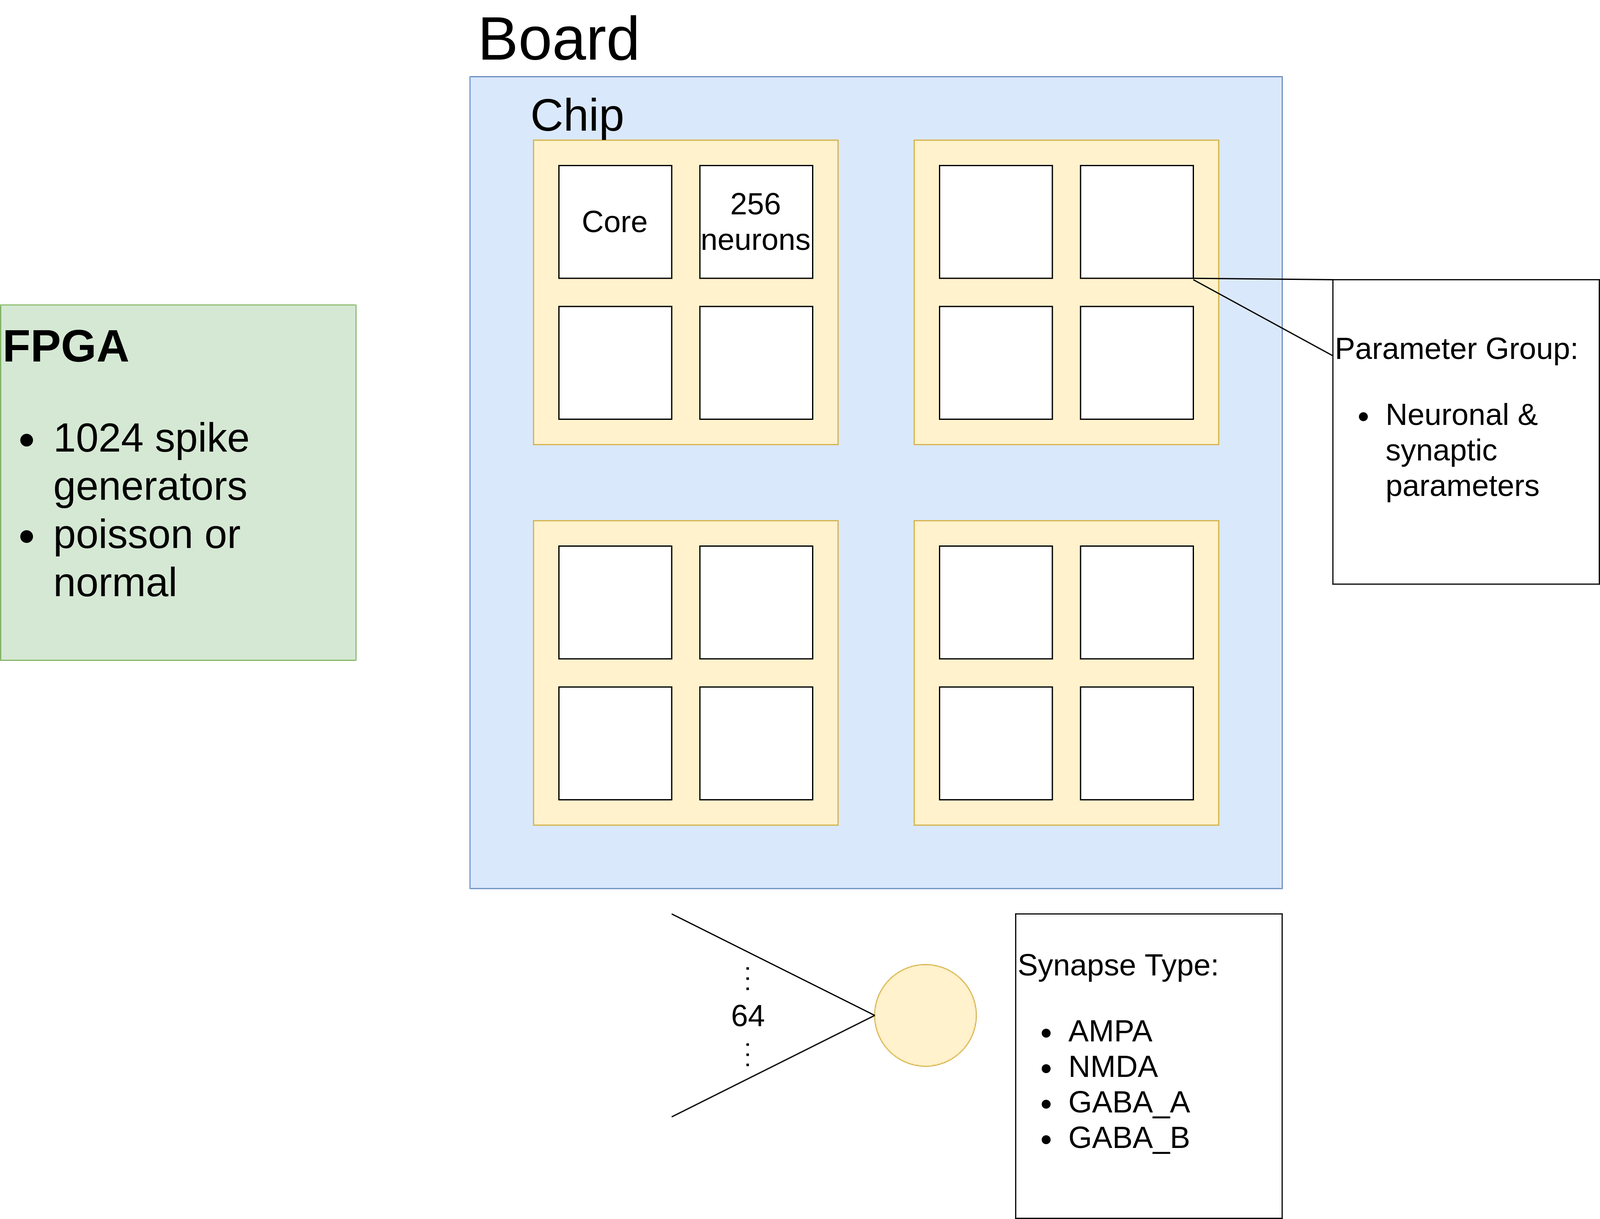 Board
Chip
Core
256
neurons
FPGA
• 1024 spike
generators
• poisson or
normal
Parameter Group:
• Neuronal &
synaptic
parameters
64
Synapse Type:
• AMPA
• NMDA
• GABA_A
• GABA_B